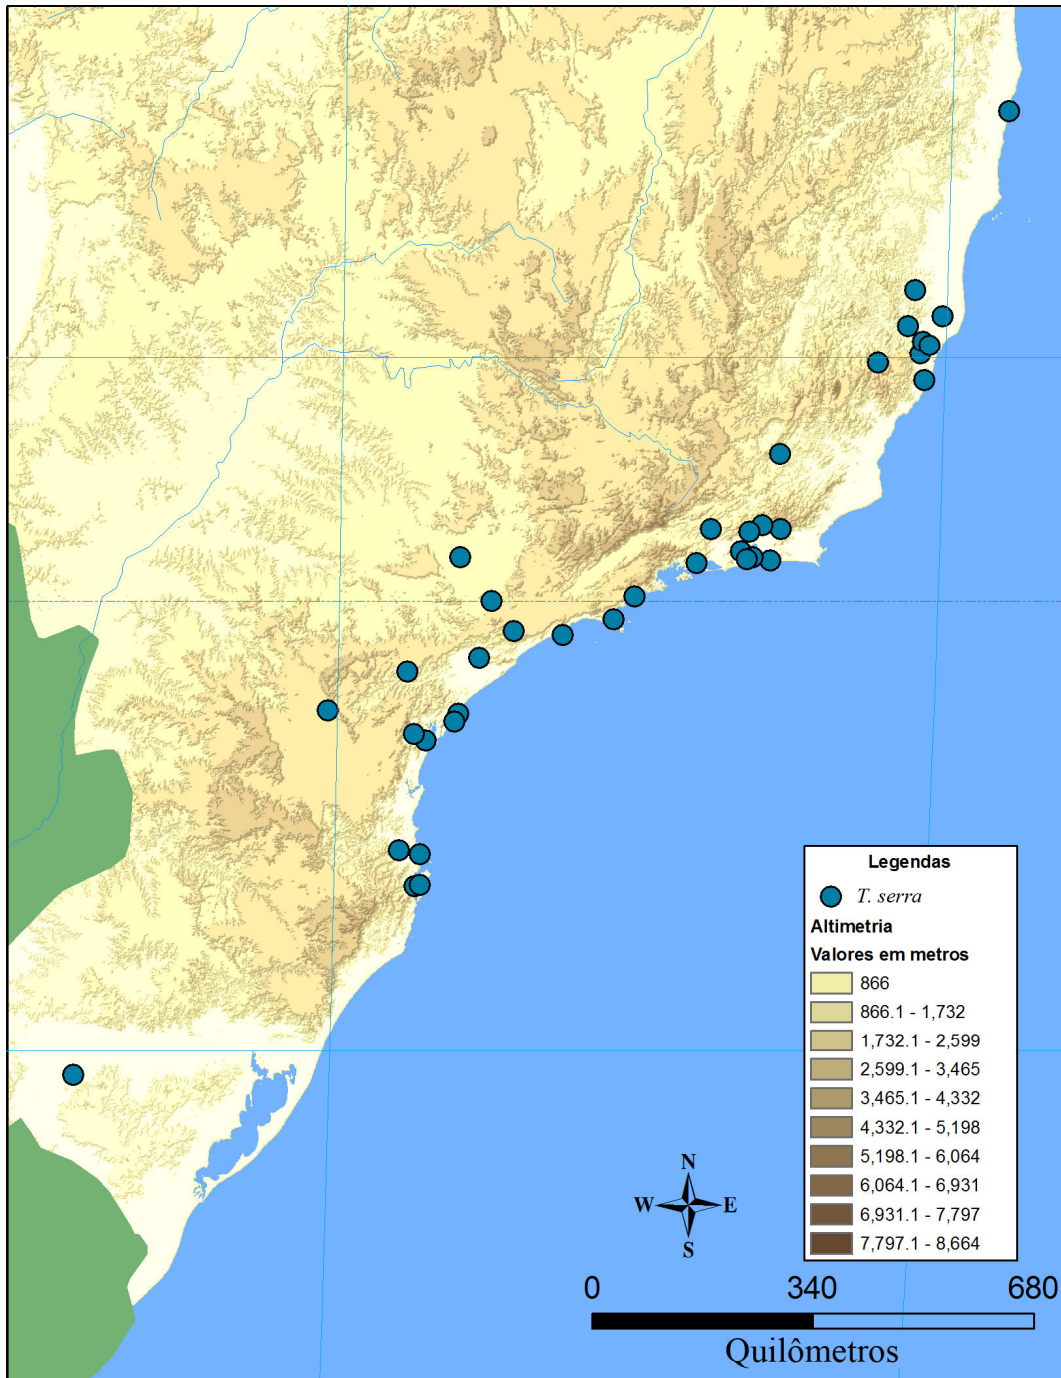 Legendas
T. serra
Altimetria
Valores em metros
866
866.1 - 1,732
1,732.1 - 2,599
2,599.1 - 3,465
3,465.1 - 4,332
4,332.1 - 5,198
5,198.1 - 6,064
6,064.1 - 6,931
6,931.1 - 7,797
7,797.1 - 8,664
N
W E
S
0 340 680
Quilômetros